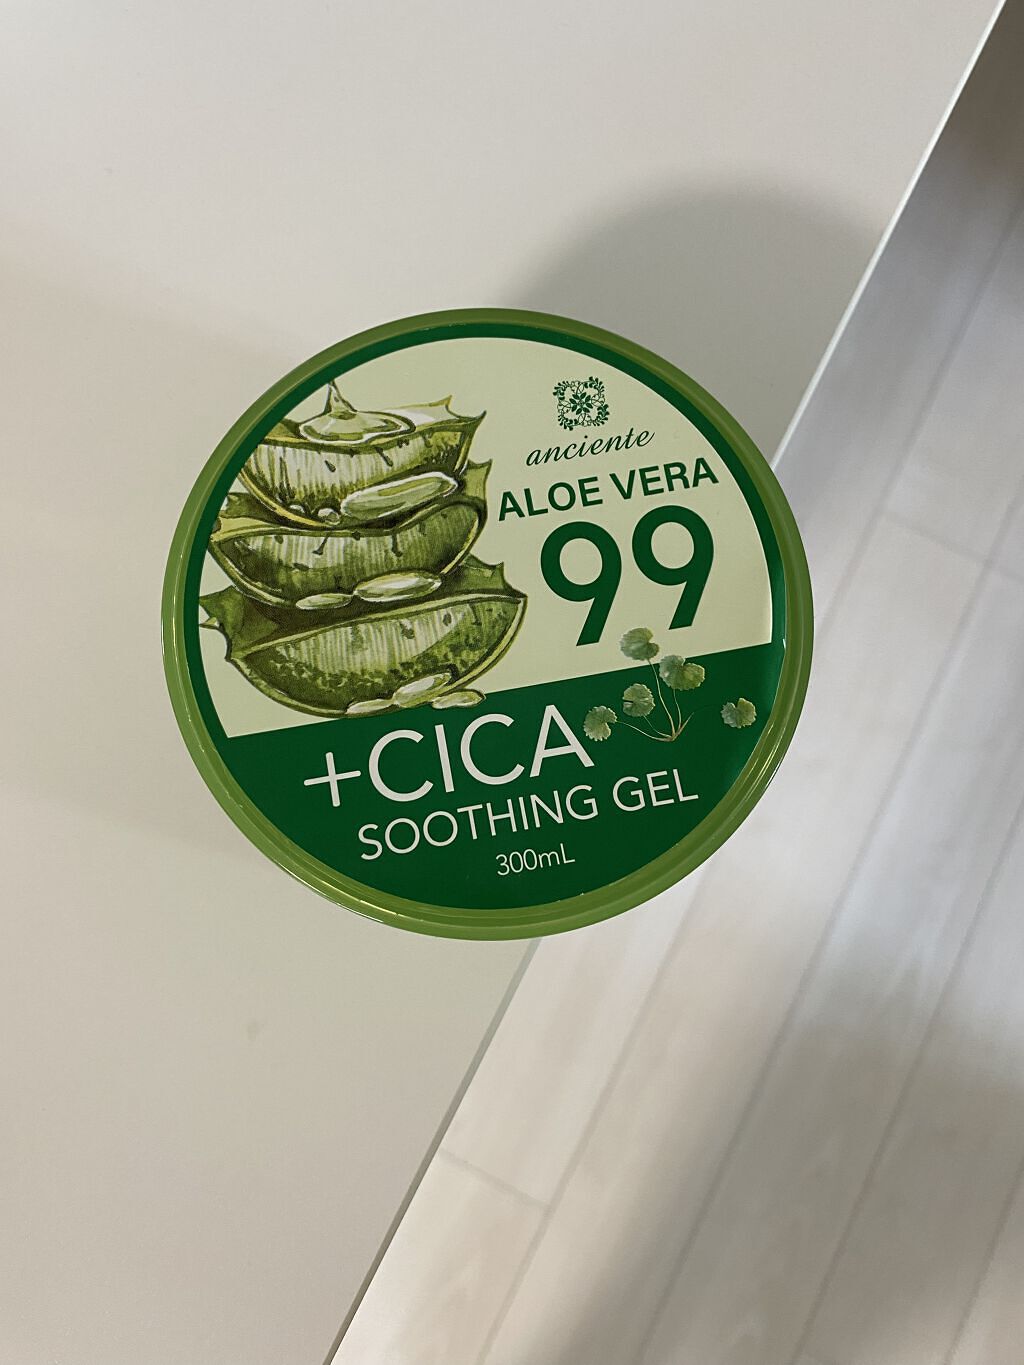 anciente
ALOE VERA
99
+CICA
SOOTHING GEL
300mL